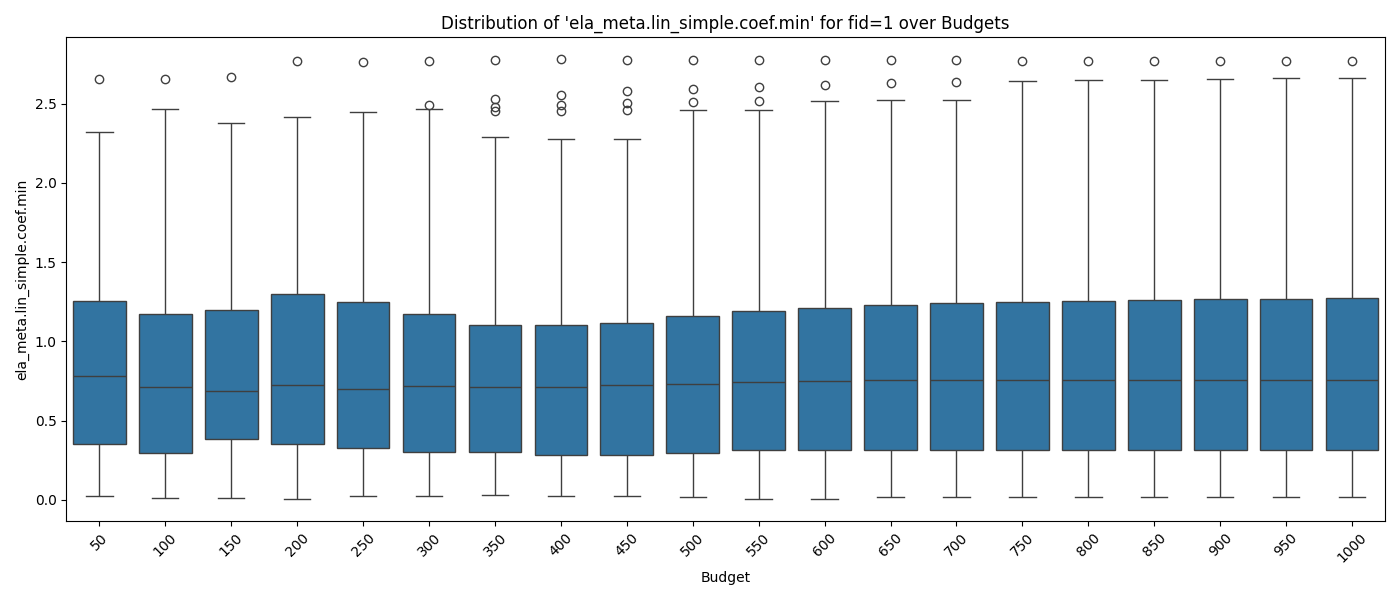 Distribution of 'ela_meta.lin_simple.coef.min' for fid=1 over Budgets
ela_meta.lin_simple.coef.min
2.5
2.0
1.5
1.0
0.5
0.0
50 100 150 200 250 300 350 400 450 500 550 600 650 700 750 800 850 900 950 1000
Budget